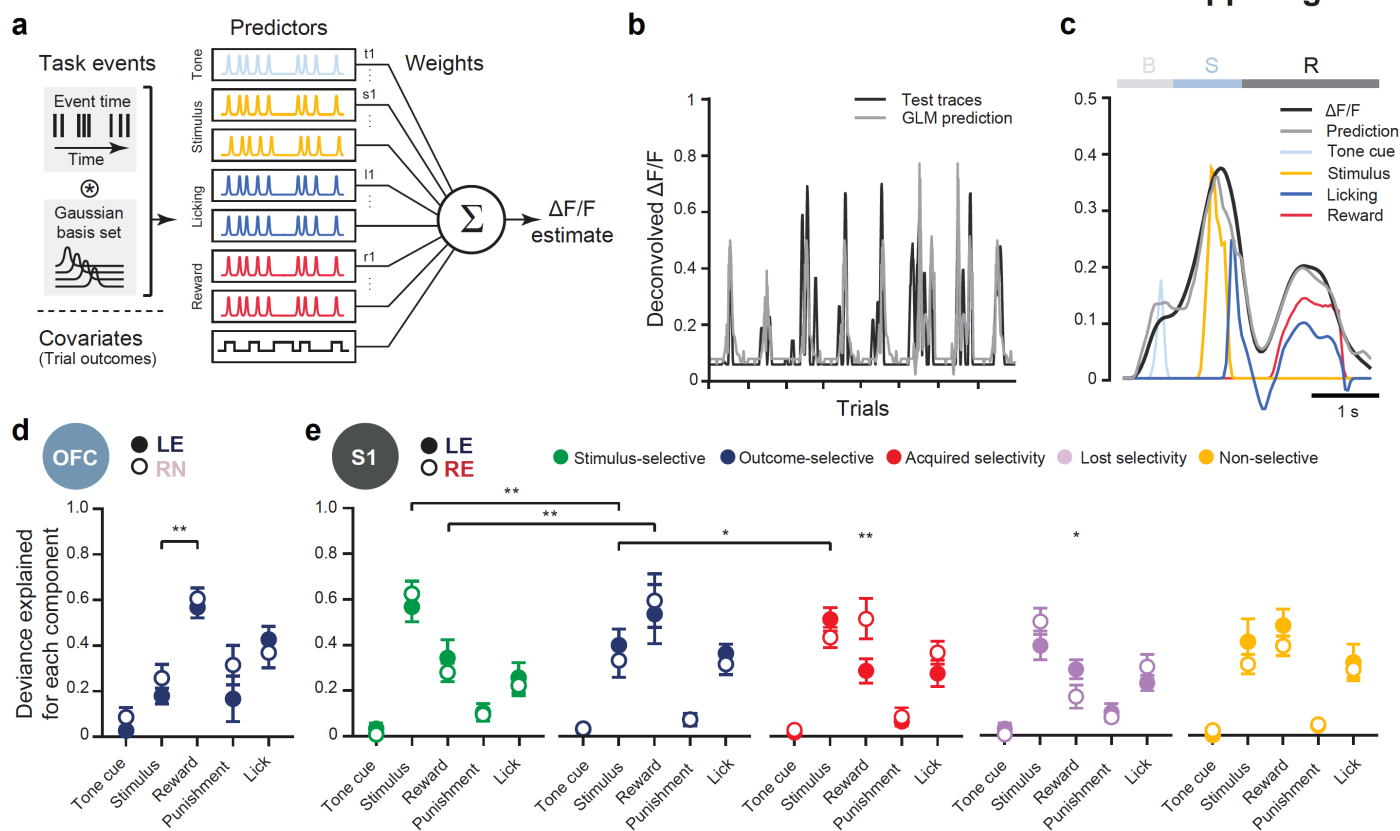 a
Predictors
Task events
Weights
Event time
Time
Gaussian
basis set
Covariates
(Trial outcomes)
Tone
Stimulus
Licking
Reward
t1
s1
l1
r1
Σ
ΔF/F
estimate
b
Deconvolved ΔF/F
1
0.8
0.6
0.4
0.2
0
Test traces
GLM prediction
Trials
c
B
S
R
0.5
0.4
0.3
0.2
0.1
0
ΔF/F
Prediction
Tone cue
Stimulus
Licking
Reward
1 s
d
OFC
LE
RN
Deviance explained
for each component
1.0
0.8
0.6
0.4
0.2
0
**
Tone cue
Stimulus
Reward
Punishment
Lick
e
S1
LE
RE
Stimulus-selective
Outcome-selective
Acquired selectivity
Lost selectivity
Non-selective
1.0
0.8
0.6
0.4
0.2
0
**
**
*
**
*
Tone cue
Stimulus
Reward
Punishment
Lick
Tone cue
Stimulus
Reward
Punishment
Lick
Tone cue
Stimulus
Reward
Punishment
Lick
Tone cue
Stimulus
Reward
Punishment
Lick
Tone cue
Stimulus
Reward
Punishment
Lick